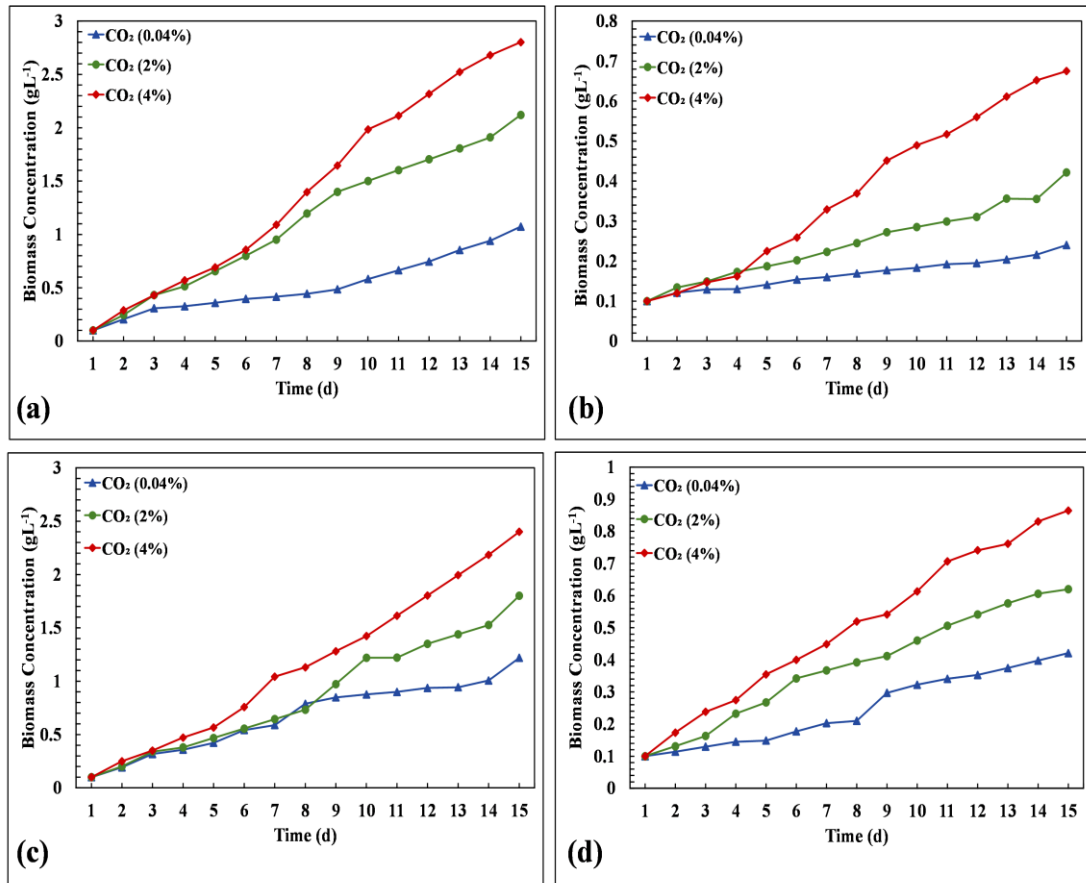 3
2.5
2
1.5
1
0.5
0
Biomass Concentration (gL⁻¹)
CO₂ (0.04%)
CO₂ (2%)
CO₂ (4%)
1 2 3 4 5 6 7 8 9 10 11 12 13 14 15
Time (d)
(a)
0.8
0.7
0.6
0.5
0.4
0.3
0.2
0.1
0
Biomass Concentration (gL⁻¹)
CO₂ (0.04%)
CO₂ (2%)
CO₂ (4%)
1 2 3 4 5 6 7 8 9 10 11 12 13 14 15
Time (d)
(b)
3
2.5
2
1.5
1
0.5
0
Biomass Concentration (gL⁻¹)
CO₂ (0.04%)
CO₂ (2%)
CO₂ (4%)
1 2 3 4 5 6 7 8 9 10 11 12 13 14 15
Time (d)
(c)
1
0.9
0.8
0.7
0.6
0.5
0.4
0.3
0.2
0.1
0
Biomass Concentration (gL⁻¹)
CO₂ (0.04%)
CO₂ (2%)
CO₂ (4%)
1 2 3 4 5 6 7 8 9 10 11 12 13 14 15
Time (d)
(d)